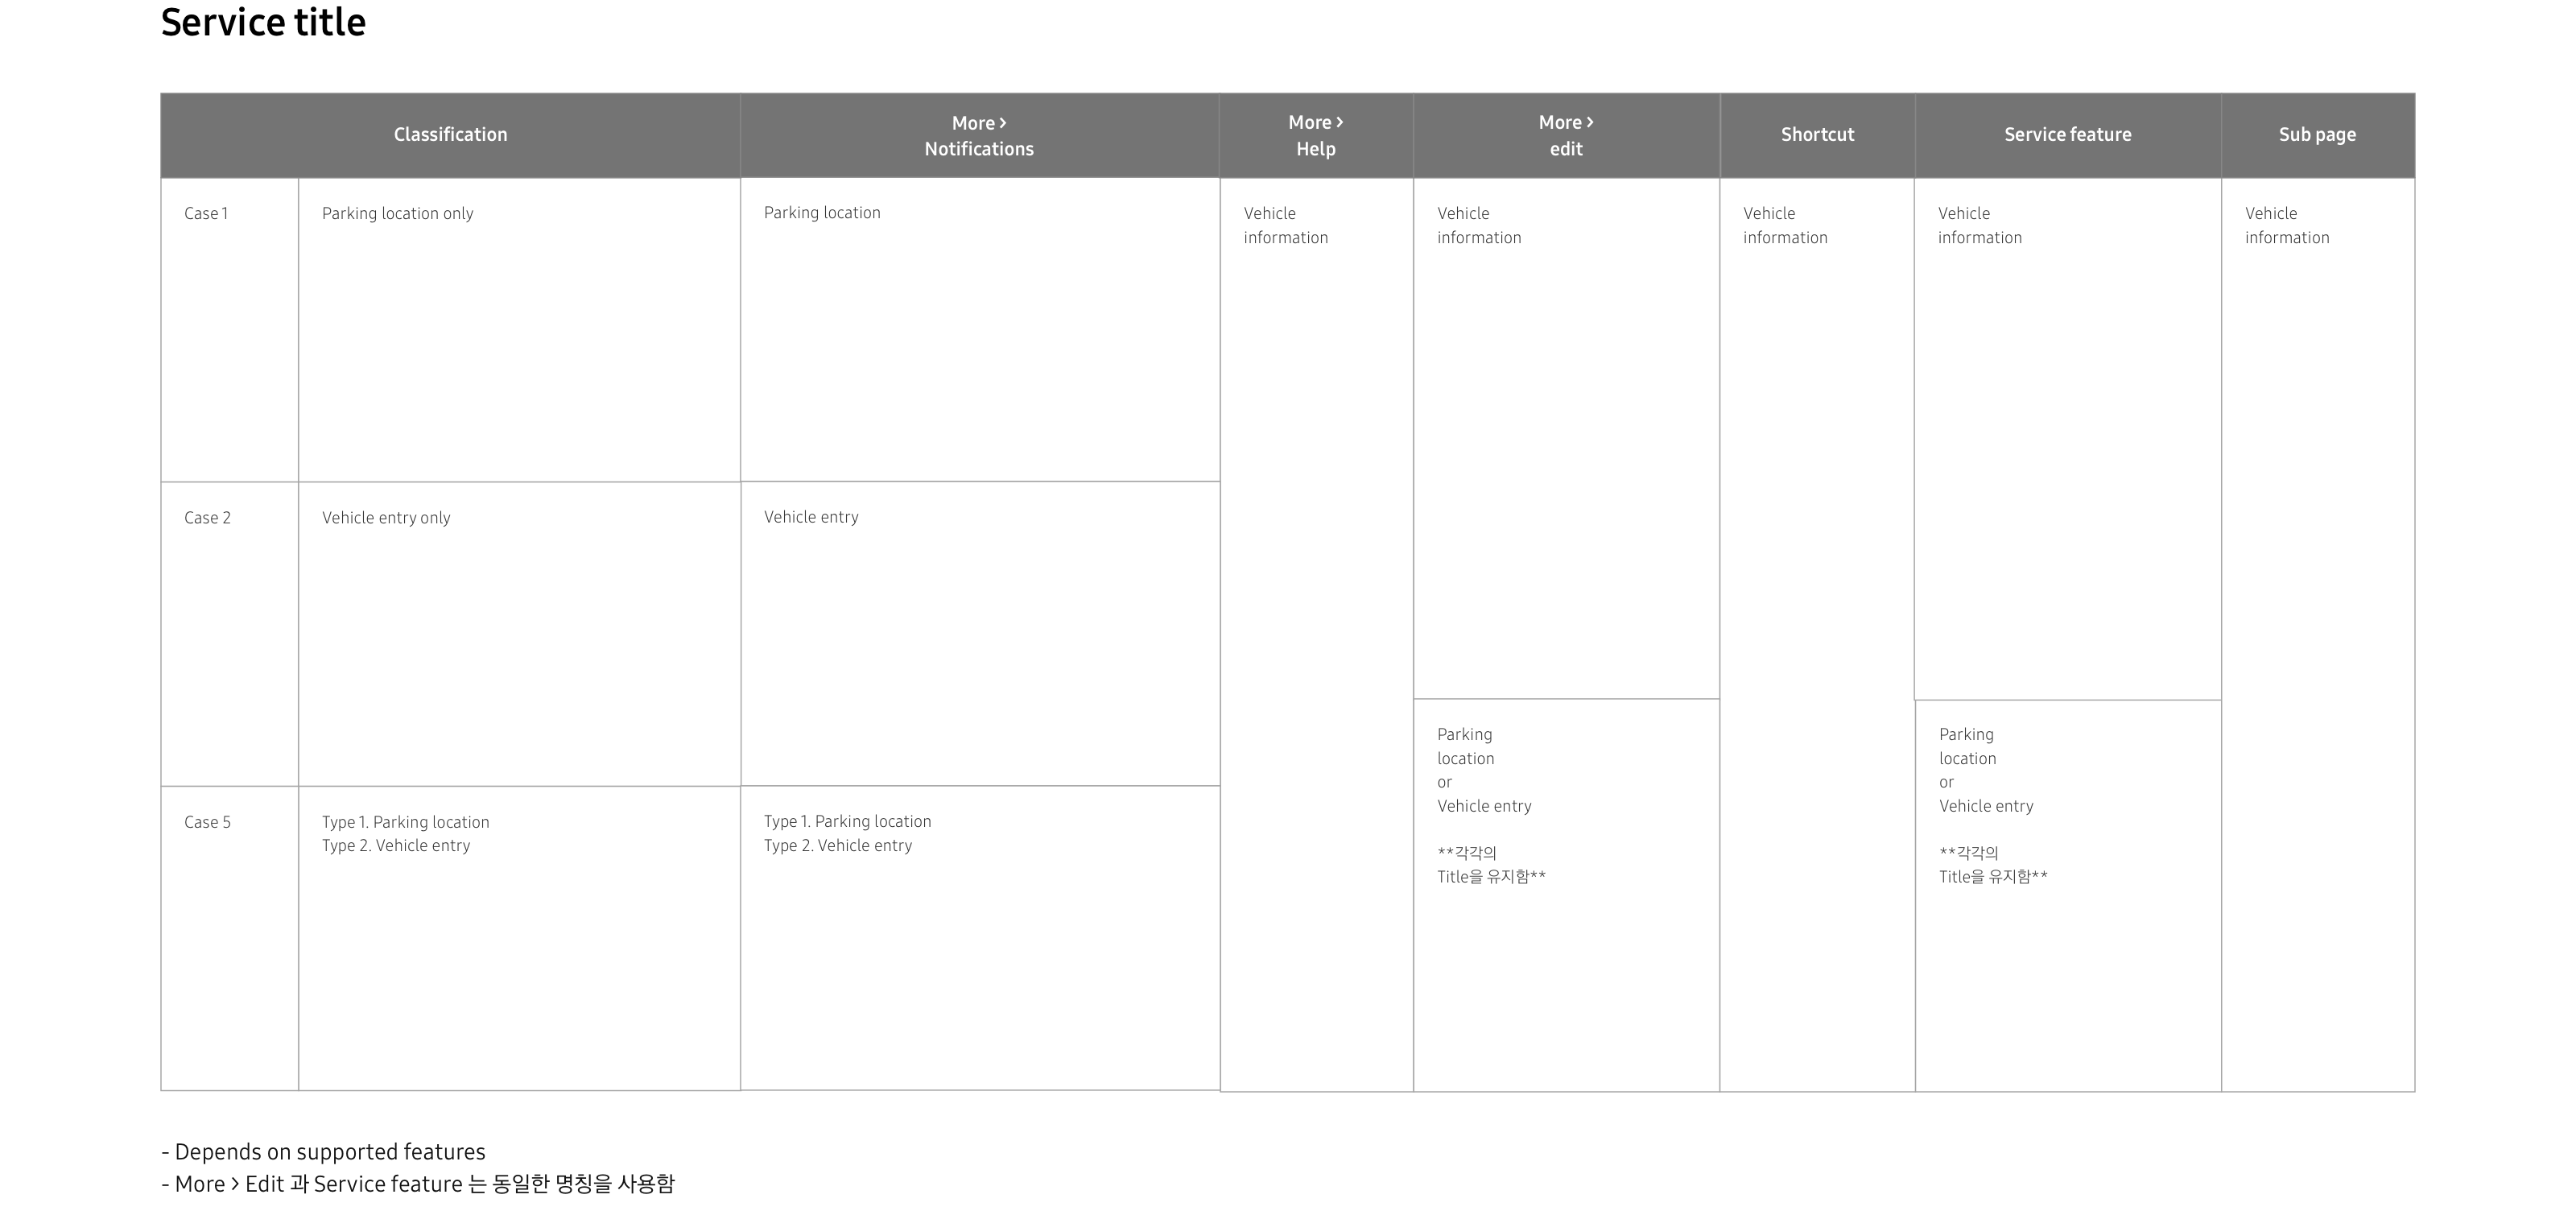 Service title
Classification
More >
Notifications
More >
Help
More >
edit
Shortcut
Service feature
Sub page
Case 1
Parking location only
Parking location
Vehicle
information
Vehicle
information
Vehicle
information
Vehicle
information
Vehicle
information
Case 2
Vehicle entry only
Vehicle entry
Parking
location
or
Vehicle entry
**각각의
Title을 유지함**
Parking
location
or
Vehicle entry
**각각의
Title을 유지함**
Case 5
Type 1. Parking location
Type 2. Vehicle entry
Type 1. Parking location
Type 2. Vehicle entry
- Depends on supported features
- More > Edit 과 Service feature 는 동일한 명칭을 사용함